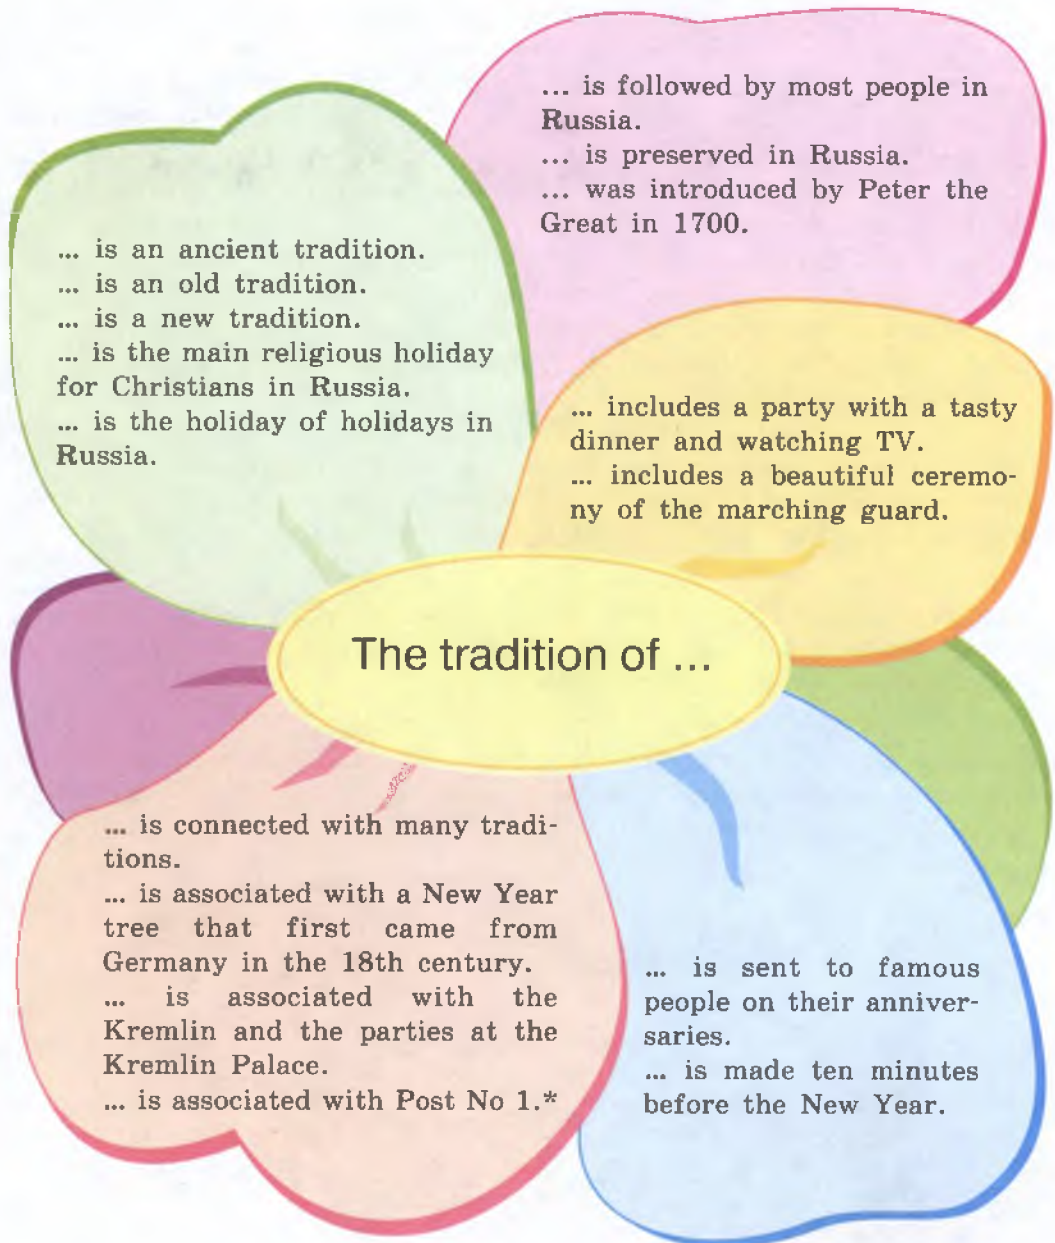 ... is followed by most people in
Russia.
... is preserved in Russia.
... was introduced by Peter the
Great in 1700.
... is an ancient tradition.
... is an old tradition.
... is a new tradition.
... is the main religious holiday
for Christians in Russia.
... is the holiday of holidays in
Russia.
... includes a party with a tasty
dinner and watching TV.
... includes a beautiful ceremo-
ny of the marching guard.
The tradition of ...
... is connected with many tradi-
tions.
... is associated with a New Year
tree that first came from
Germany in the 18th century.
... is associated with the
Kremlin and the parties at the
Kremlin Palace.
... is associated with Post No 1.*
... is sent to famous
people on their anniver-
saries.
... is made ten minutes
before the New Year.